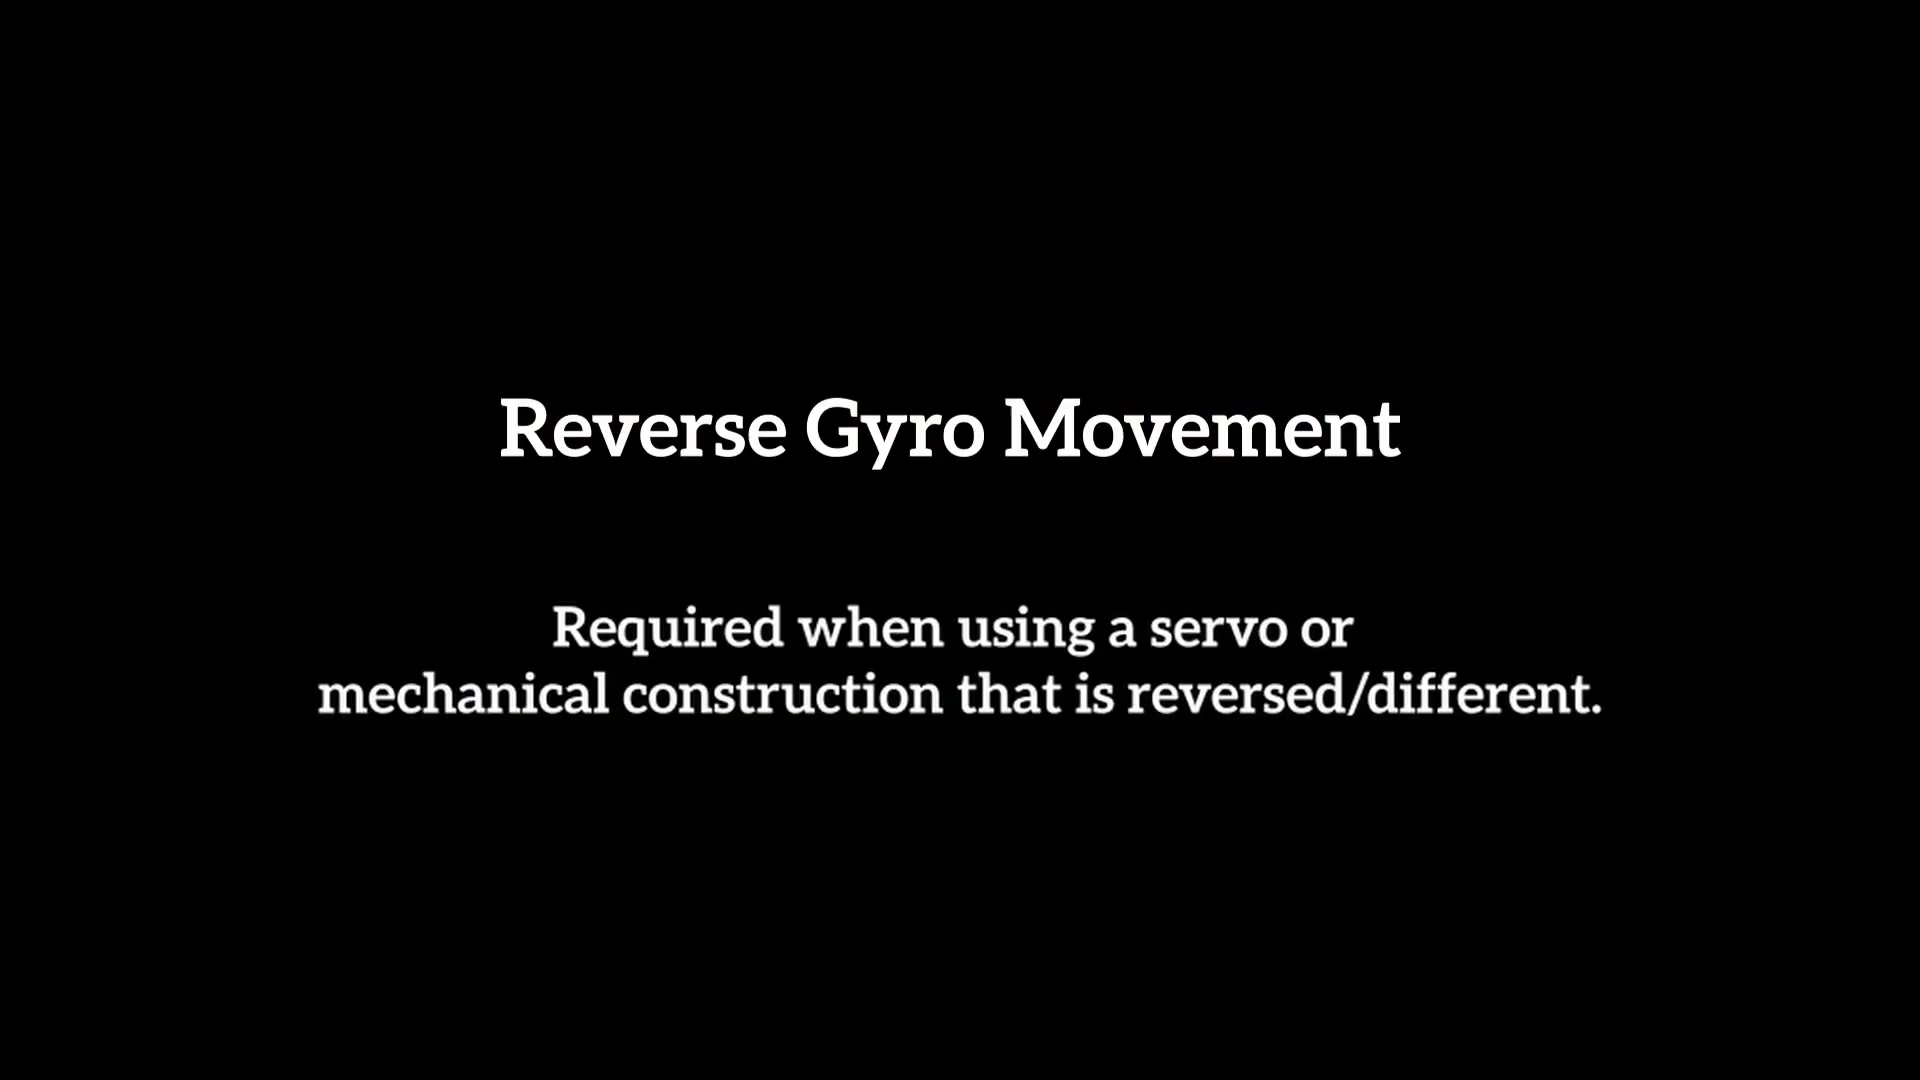 Reverse Gyro Movement
Required when using a servo or
mechanical construction that is reversed/different.